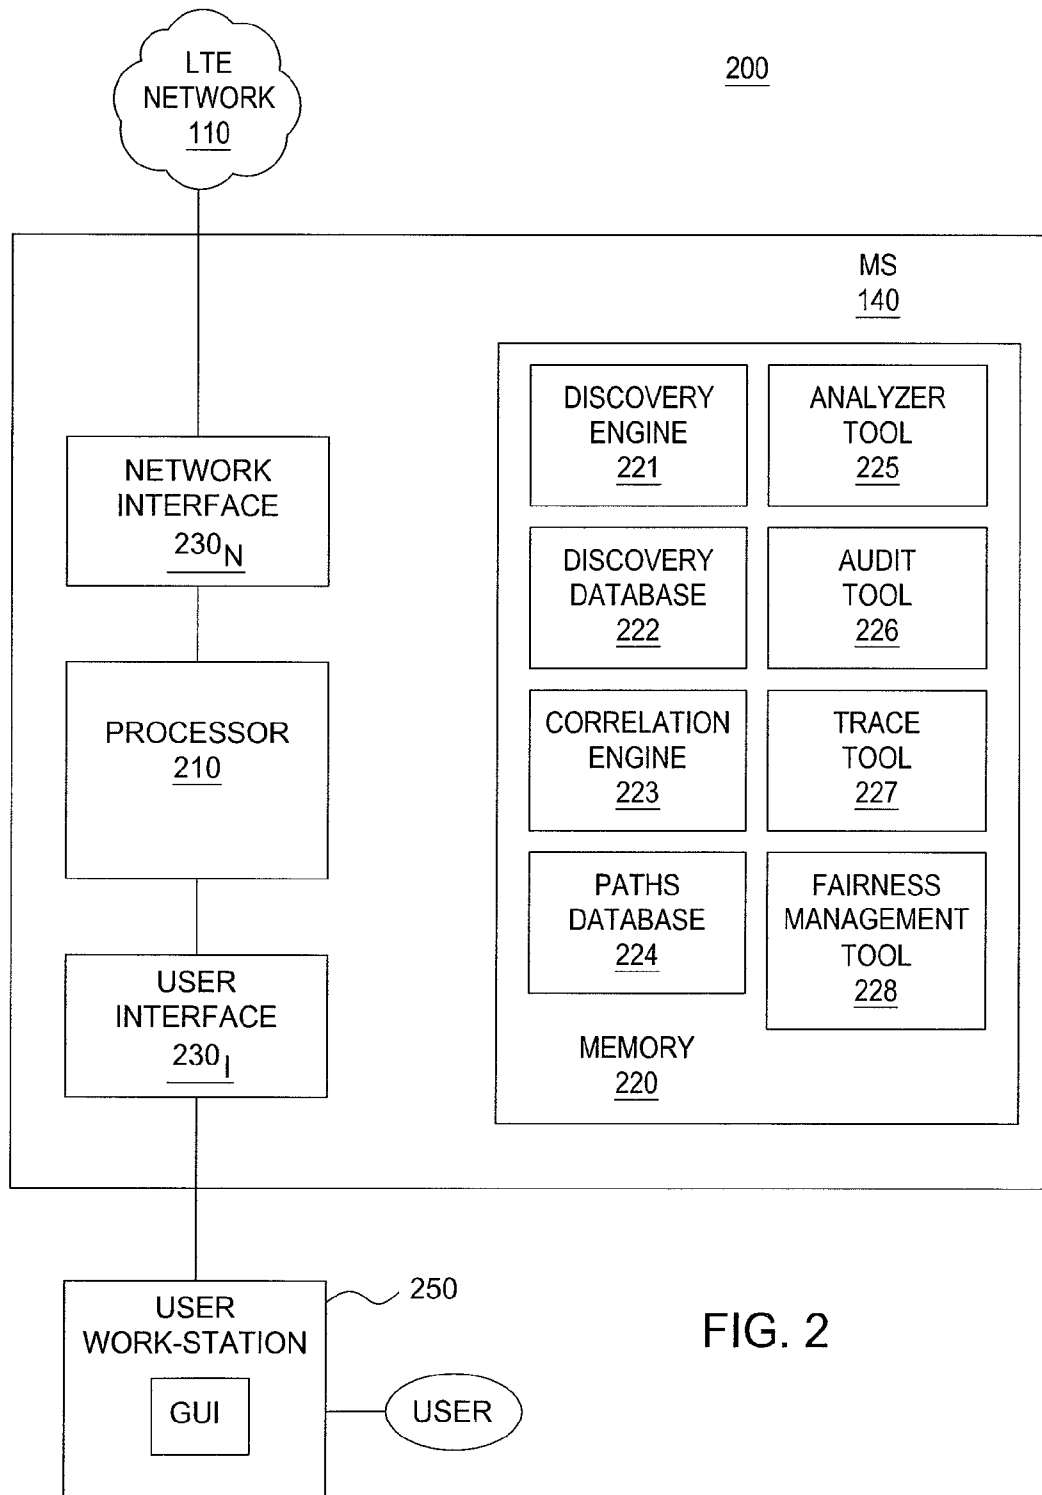 LTE
NETWORK
110
200
MS
140
NETWORK
INTERFACE
230N
PROCESSOR
210
USER
INTERFACE
230I
DISCOVERY
ENGINE
221
ANALYZER
TOOL
225
DISCOVERY
DATABASE
222
AUDIT
TOOL
226
CORRELATION
ENGINE
223
TRACE
TOOL
227
PATHS
DATABASE
224
FAIRNESS
MANAGEMENT
TOOL
228
MEMORY
220
USER
WORK-STATION
250
GUI
USER
FIG. 2